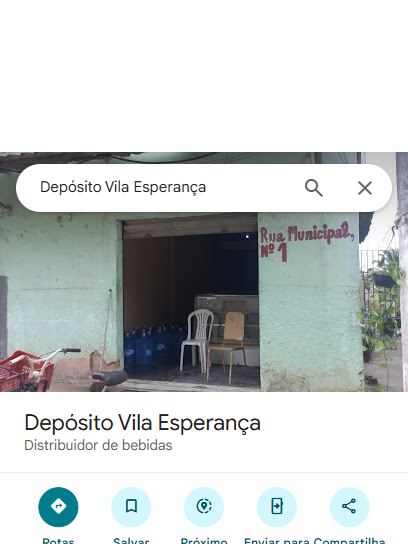 Depósito Vila Esperança
Rua Municipal,
Nº 1
Depósito Vila Esperança
Distribuidor de bebidas
Rotas Salvar Próximo Enviar para Compartilha